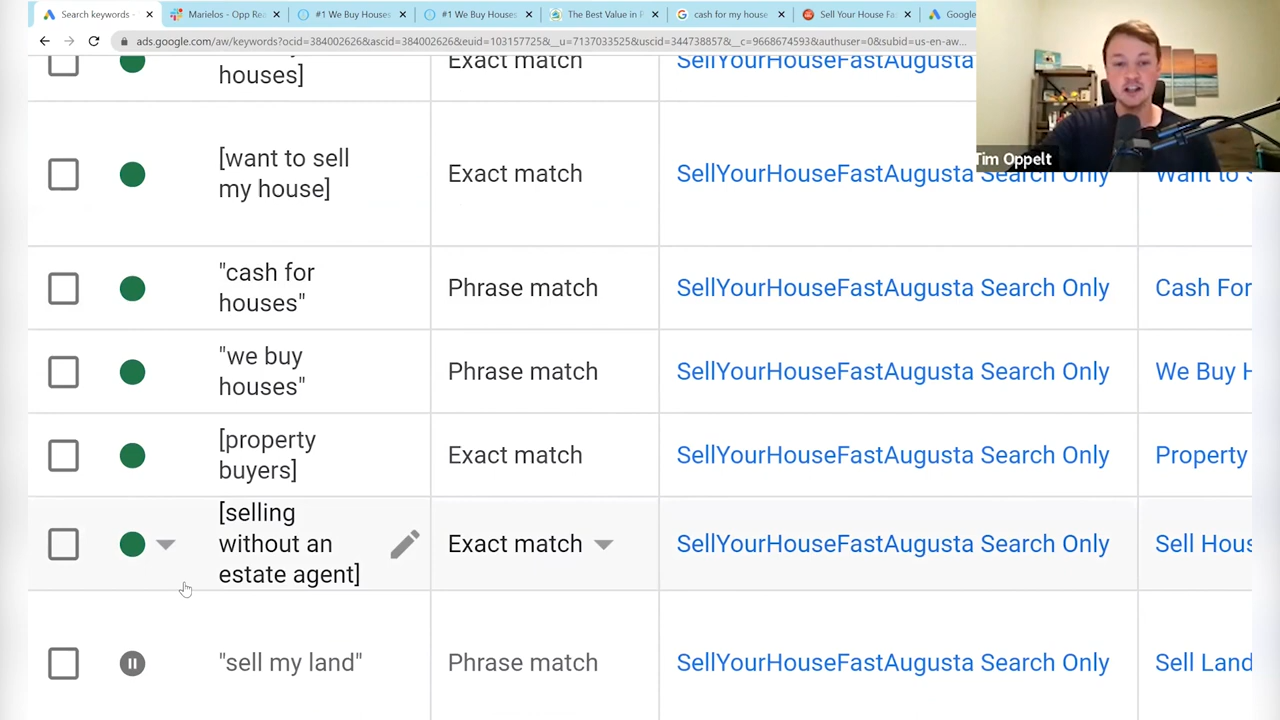 Search keywords -
Marielos - Opp Rea
#1 We Buy Houses
#1 We Buy Houses
The Best Value in F
cash for my house
Sell Your House Fa
Google
ads.google.com/aw/keywords?ocid=384002626&ascid=384002626&euid=103157725&__u=7137033525&uscid=344738857&__c=9668674593&authuser=0&subid=us-en-aw...
houses]
Exact match
SellYourHouseFastAugusta
Tim Oppelt
[want to sell
my house]
Exact match
SellYourHouseFastAugusta Search Only
Want to S
"cash for
houses"
Phrase match
SellYourHouseFastAugusta Search Only
Cash For
"we buy
houses"
Phrase match
SellYourHouseFastAugusta Search Only
We Buy H
[property
buyers]
Exact match
SellYourHouseFastAugusta Search Only
Property
[selling
without an
estate agent]
Exact match
SellYourHouseFastAugusta Search Only
Sell Hous
"sell my land"
Phrase match
SellYourHouseFastAugusta Search Only
Sell Land